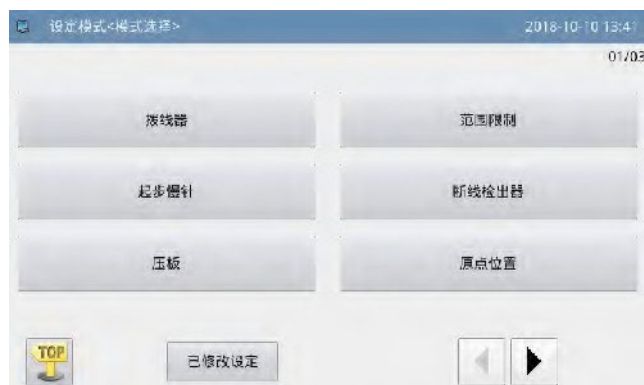 设定模式<模式选择> 2018-10-10 13:41
01/03
拨线器 范围限制
起步慢针 断线检出器
压板 原点位置
TOP 已修改设定